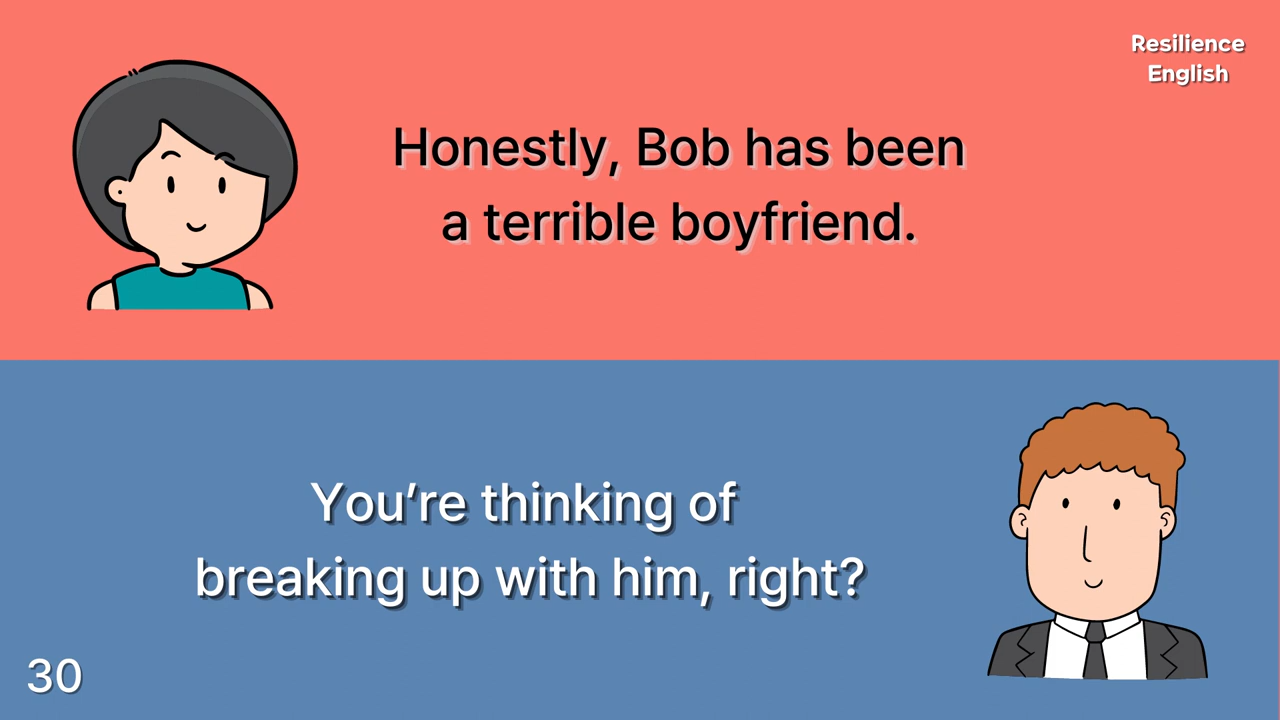 Resilience
English
Honestly, Bob has been
a terrible boyfriend.
You’re thinking of
breaking up with him, right?
30